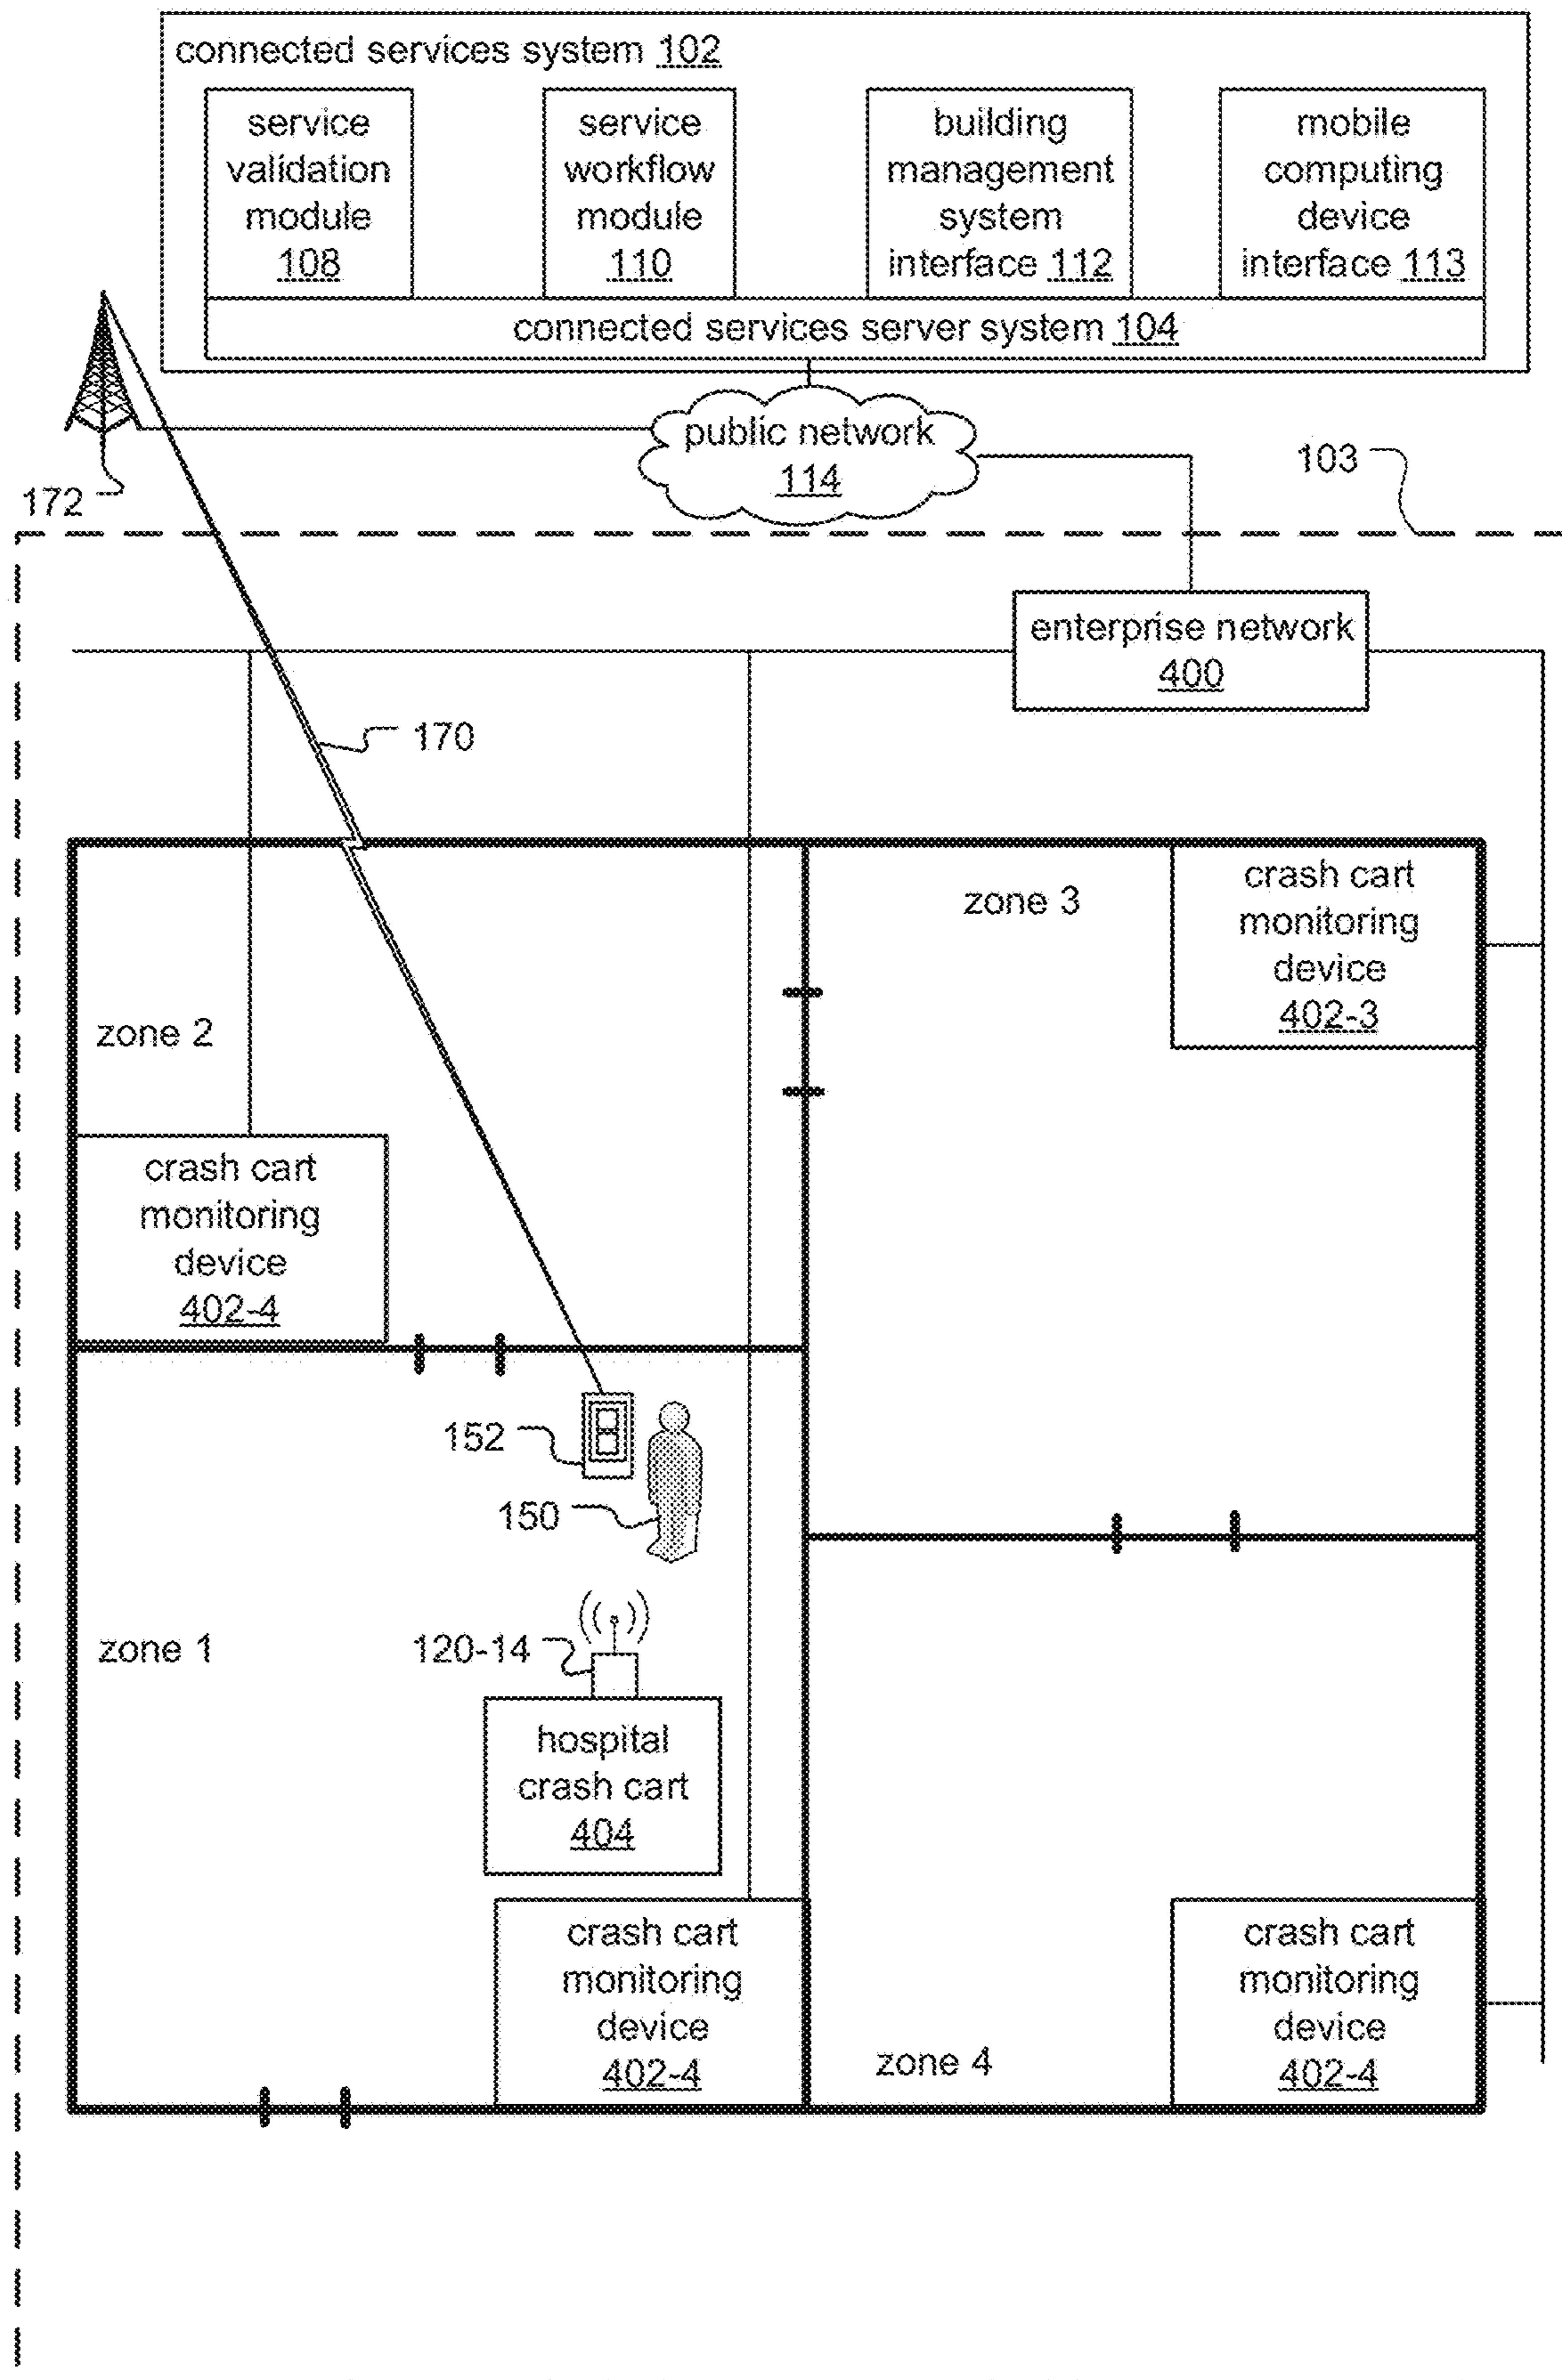 connected services system 102
service
validation
module
108
service
workflow
module
110
building
management
system
interface 112
mobile
computing
device
interface 113
connected services server system 104
public network
114
103
172
enterprise network
400
170
zone 3
crash cart
monitoring
device
402-3
zone 2
crash cart
monitoring
device
402-4
152
150
zone 1
120-14
hospital
crash cart
404
crash cart
monitoring
device
402-4
zone 4
crash cart
monitoring
device
402-4